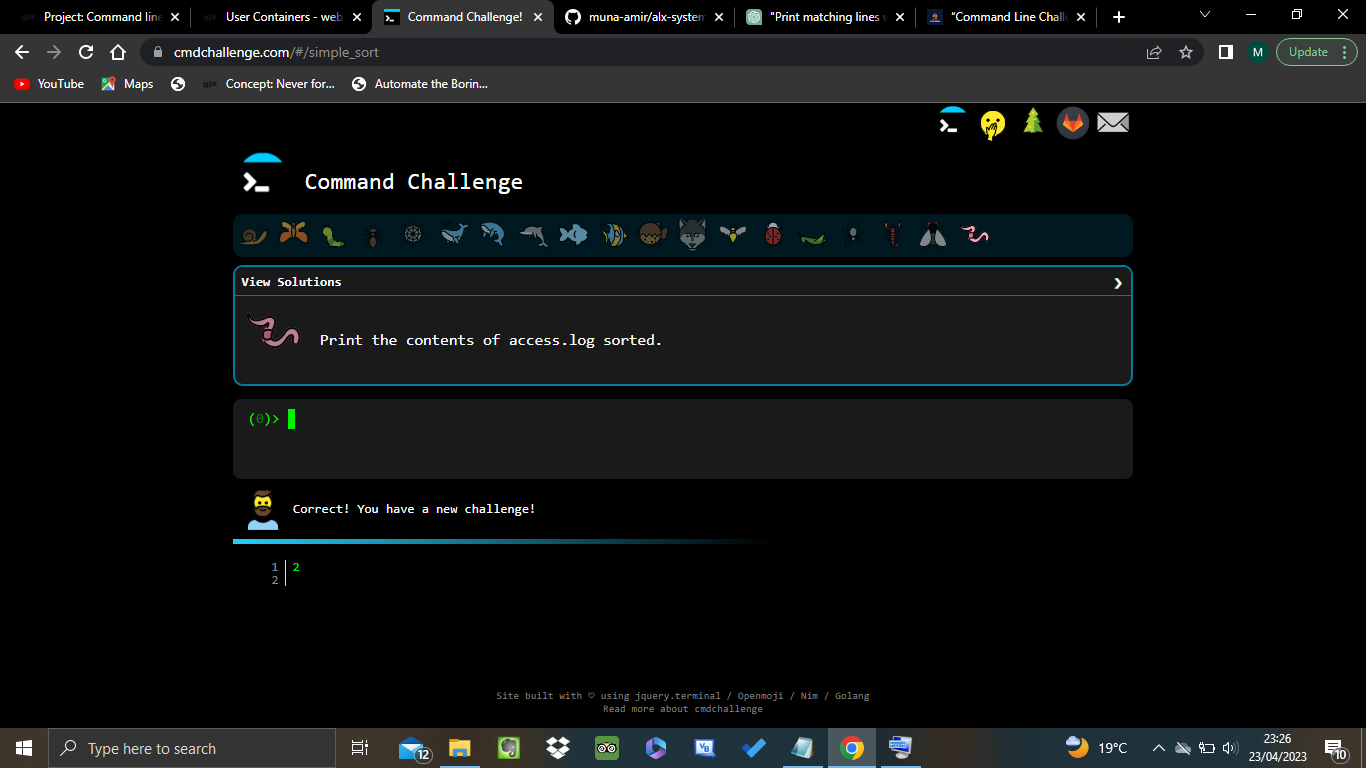 Project: Command line
User Containers - web
Command Challenge!
muna-amir/alx-system
"Print matching lines w
"Command Line Chall
cmdchallenge.com/#/simple_sort
M
Update
YouTube
Maps
Concept: Never for...
Automate the Borin...
Command Challenge
View Solutions
Print the contents of access.log sorted.
(0)>
Correct! You have a new challenge!
1 2
2
Site built with ♡ using jquery.terminal / Openmoji / Nim / Golang
Read more about cmdchallenge
Type here to search
12
19°C
23:26
23/04/2023
10